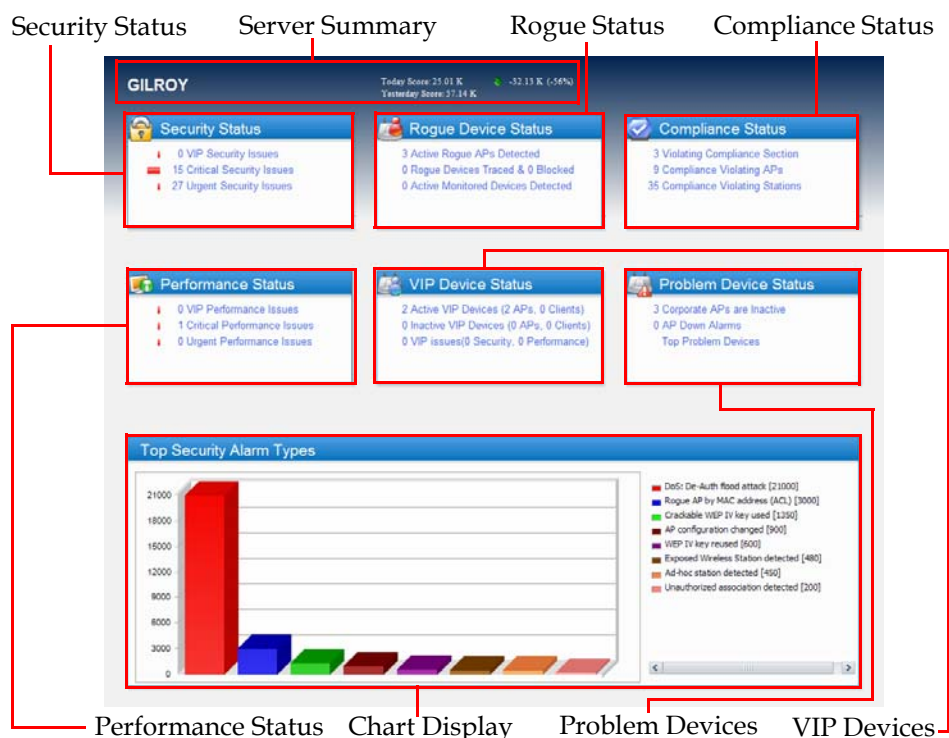 Security Status Server Summary Rogue Status Compliance Status
GILROY
Today Score: 25.01 K -32.13 K (-56%)
Yesterday Score: 57.14 K
Security Status
0 VIP Security Issues
15 Critical Security Issues
27 Urgent Security Issues
Rogue Device Status
3 Active Rogue APs Detected
0 Rogue Devices Traced & 0 Blocked
0 Active Monitored Devices Detected
Compliance Status
3 Violating Compliance Section
9 Compliance Violating APs
35 Compliance Violating Stations
Performance Status
0 VIP Performance Issues
1 Critical Performance Issues
0 Urgent Performance Issues
VIP Device Status
2 Active VIP Devices (2 APs, 0 Clients)
0 Inactive VIP Devices (0 APs, 0 Clients)
0 VIP issues(0 Security, 0 Performance)
Problem Device Status
3 Corporate APs are Inactive
0 AP Down Alarms
Top Problem Devices
Top Security Alarm Types
21000
18000
15000
12000
9000
6000
3000
0
DoS: De-Auth flood attack [21000]
Rogue AP by MAC address (ACL) [3000]
Crackable WEP IV key used [1350]
AP configuration changed [900]
WEP IV key reused [600]
Exposed Wireless Station detected [480]
Ad-hoc station detected [450]
Unauthorized association detected [200]
Performance Status Chart Display Problem Devices VIP Devices